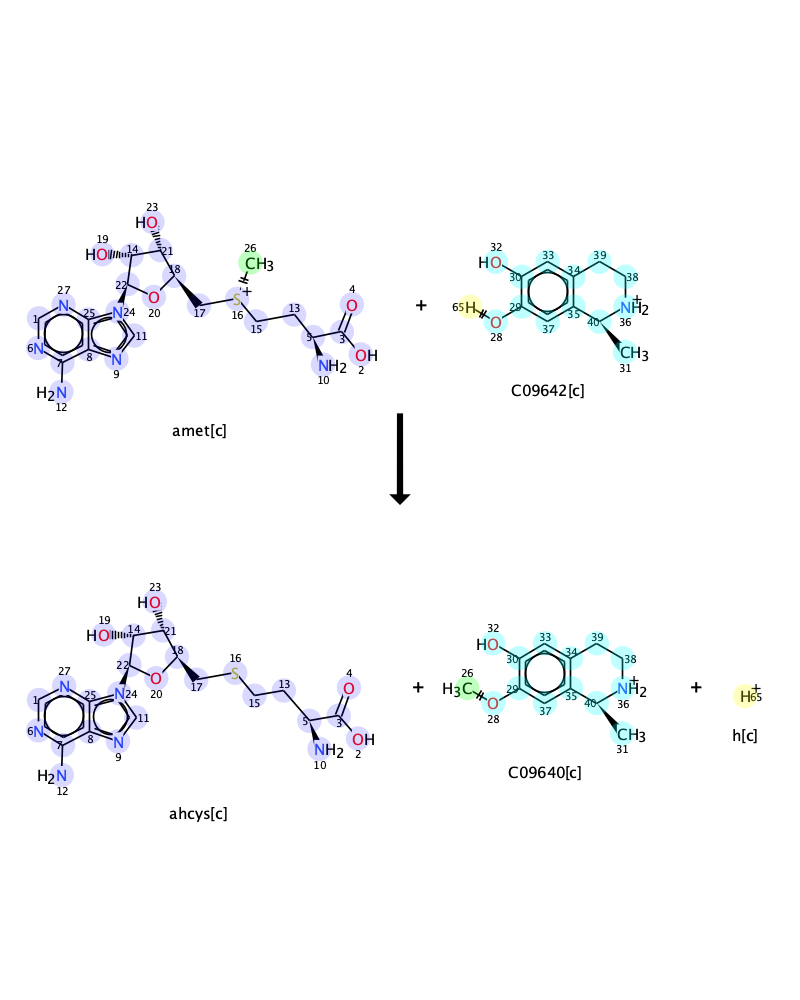 23
HO
26
CH3
19
HO
14
21
18
27
N
22
O
20
S
+
16
17
15
13
4
O
5
3
OH
2
NH2
10
1
25
N
24
11
6
N
7
8
N
9
H2N
12
amet[c]
+
32
HO
33
39
30
34
38
65
H
29
35
+
NH2
36
O
28
37
40
CH3
31
C09642[c]
23
HO
19
HO
14
21
18
27
N
22
O
20
16
S
17
15
13
4
O
5
3
OH
2
NH2
10
1
25
N
24
11
6
N
7
8
N
9
H2N
12
ahcys[c]
+
32
HO
33
39
30
34
38
26
H3C
29
35
+
NH2
36
O
28
37
40
CH3
31
C09640[c]
+
+
H
65
h[c]